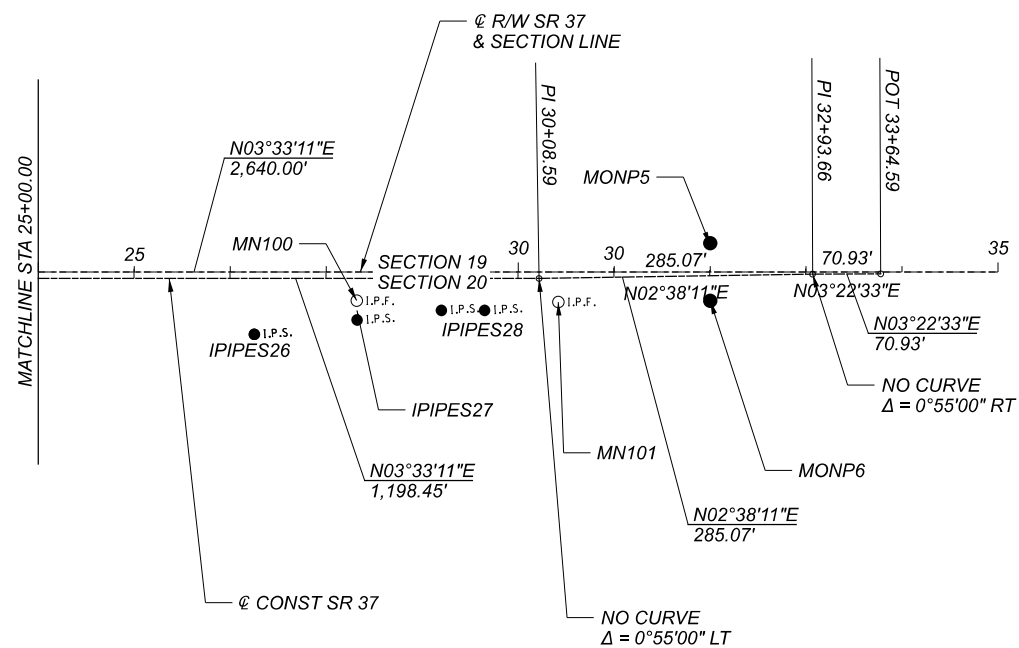 ℄ R/W SR 37
& SECTION LINE
MATCHLINE STA 25+00.00
N03°33'11"E
2,640.00'
PI 30+08.59
PI 32+93.66
POT 33+64.59
MONP5
MN100
25
SECTION 19
SECTION 20
30
30
285.07'
70.93'
35
N02°38'11"E
N03°22'33"E
I.P.F.
I.P.S.
I.P.S.
I.P.S.
I.P.S.
I.P.F.
IPIPES26
IPIPES28
N03°22'33"E
70.93'
NO CURVE
Δ = 0°55'00" RT
IPIPES27
MN101
MONP6
N03°33'11"E
1,198.45'
N02°38'11"E
285.07'
℄ CONST SR 37
NO CURVE
Δ = 0°55'00" LT